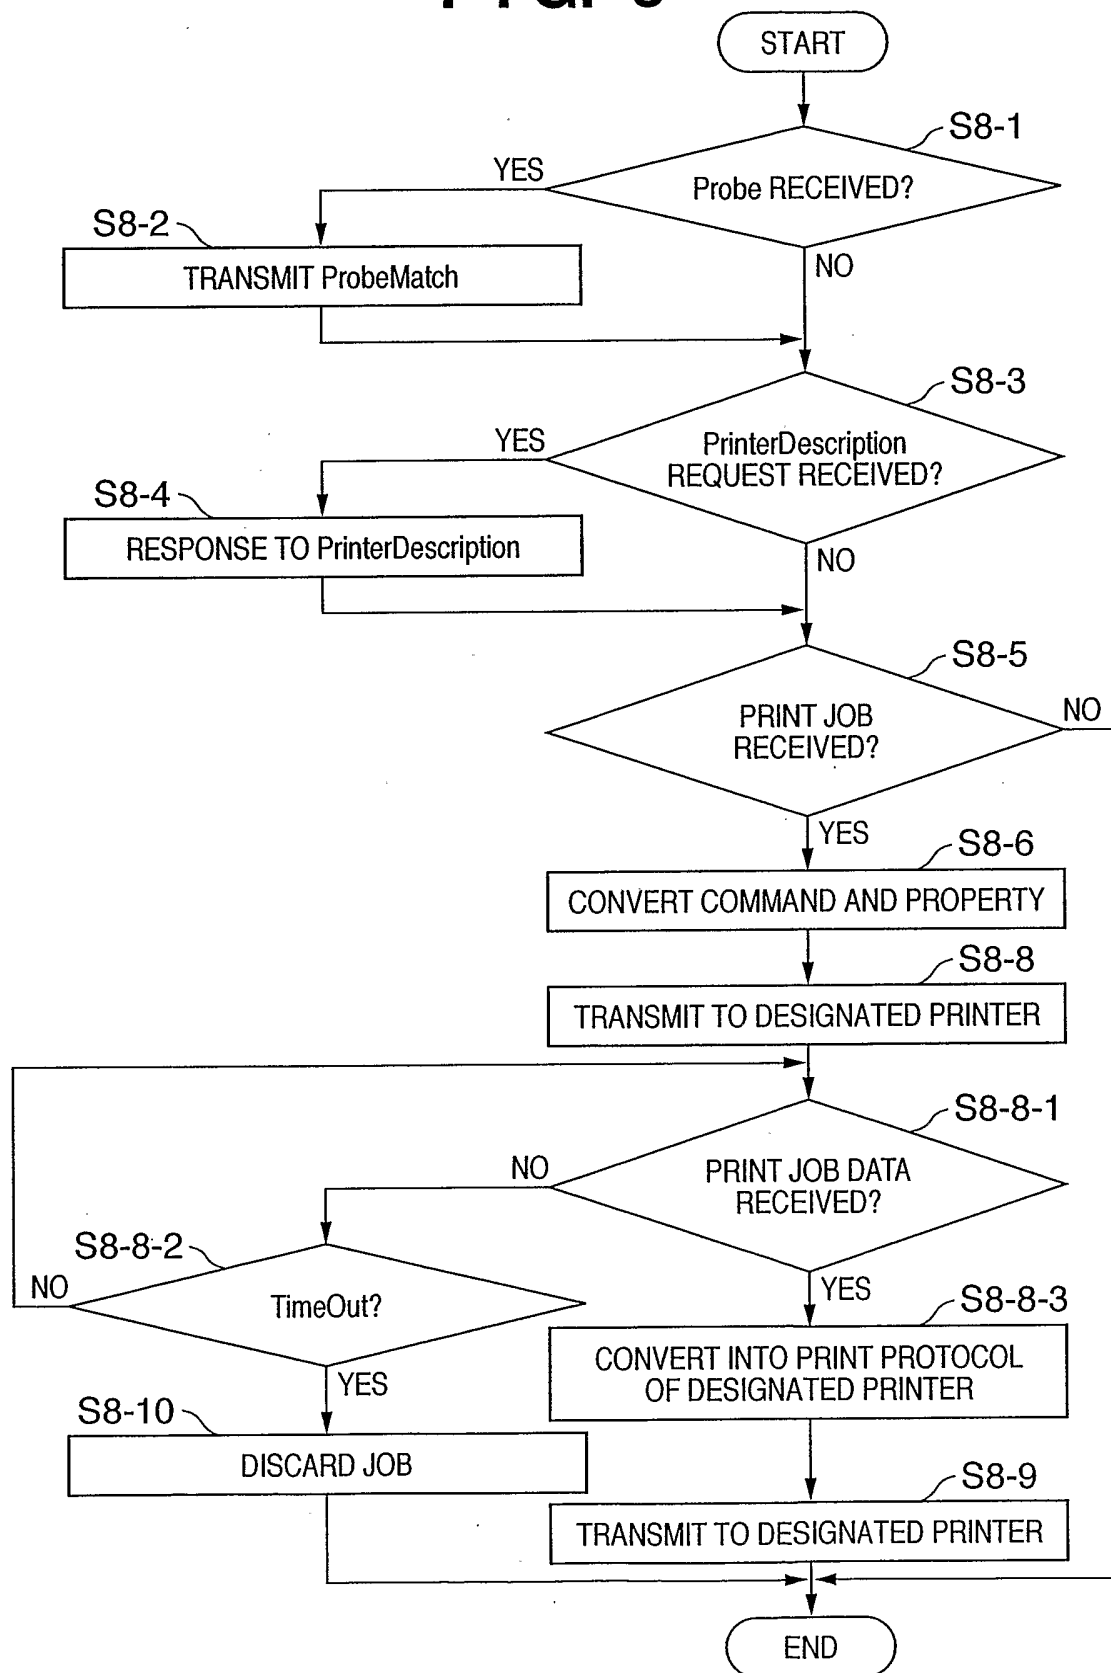 START
S8-1
YES
Probe RECEIVED?
S8-2
TRANSMIT ProbeMatch
NO
S8-3
YES
PrinterDescription
REQUEST RECEIVED?
S8-4
RESPONSE TO PrinterDescription
NO
S8-5
NO
PRINT JOB
RECEIVED?
YES
S8-6
CONVERT COMMAND AND PROPERTY
S8-8
TRANSMIT TO DESIGNATED PRINTER
S8-8-1
NO
PRINT JOB DATA
RECEIVED?
S8-8-2
NO
TimeOut?
YES
S8-8-3
CONVERT INTO PRINT PROTOCOL
OF DESIGNATED PRINTER
YES
S8-10
DISCARD JOB
S8-9
TRANSMIT TO DESIGNATED PRINTER
END